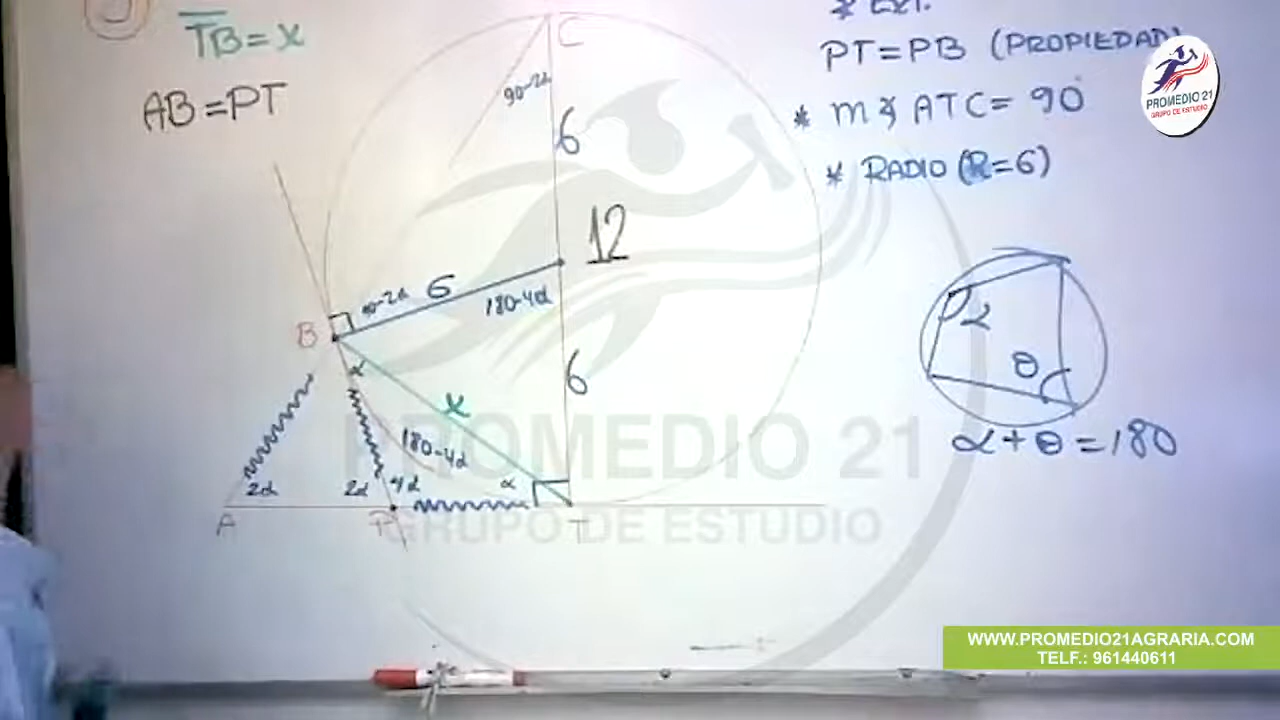 TB = x
AB = PT
* EXT.
PT = PB (PROPIEDAD)
* m∢ ATC = 90°
* RADIO (R=6)
PROMEDIO 21
GRUPO DE ESTUDIO
C
90-2α
6
12
B
90-2α
6
180-4α
α
x
6
180-4α
α
2α
2α
4α
A
P
T
α
θ
α + θ = 180
PROMEDIO 21
GRUPO DE ESTUDIO
WWW.PROMEDIO21AGRARIA.COM
TELF.: 961440611